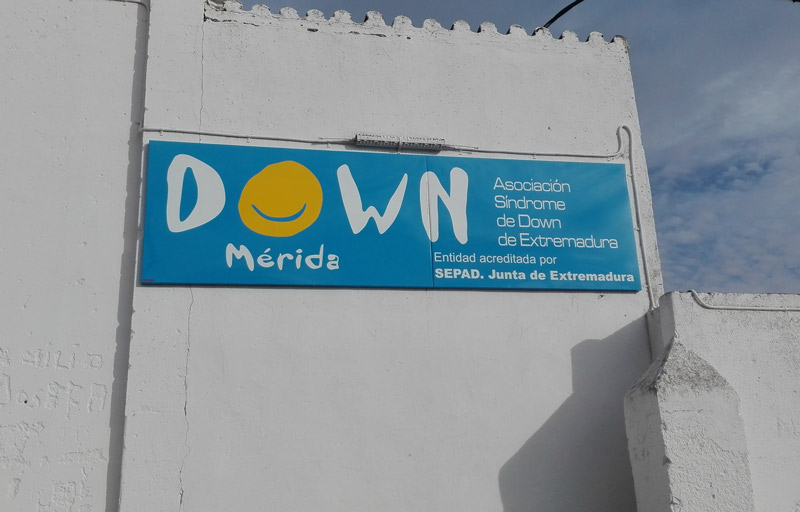 DOWN
Mérida
Asociación
Síndrome
de Down
de Extremadura
Entidad acreditada por
SEPAD. Junta de Extremadura